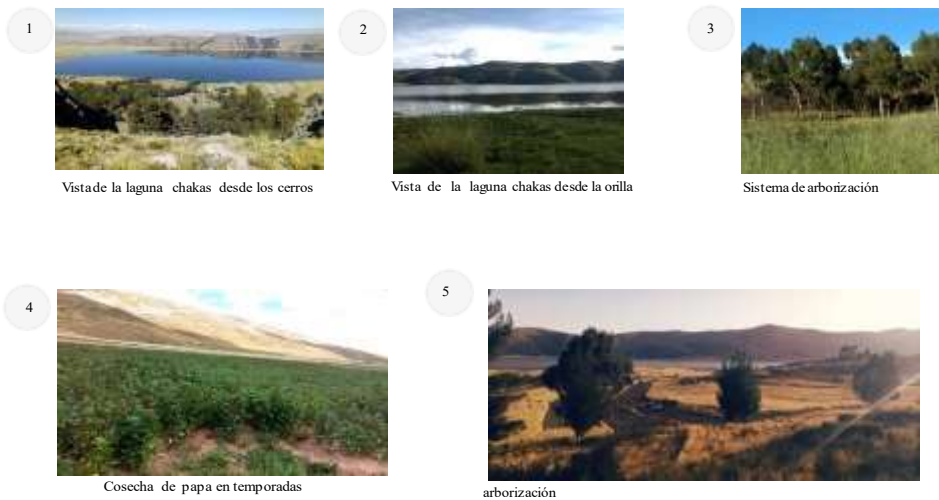 1
2
3
Vista de la laguna chakas desde los cerros
Vista de la laguna chakas desde la orilla
Sistema de arborización
4
5
Cosecha de papa en temporadas
arborización